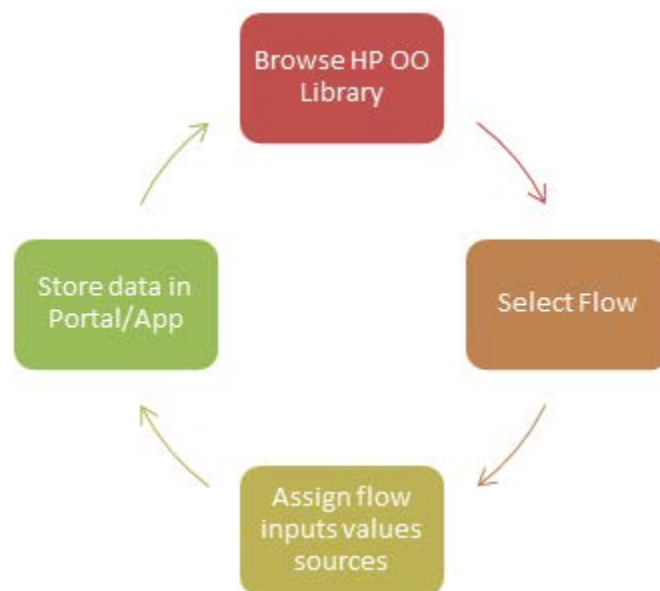 Browse HP OO
Library
Select Flow
Assign flow
inputs values
sources
Store data in
Portal/App